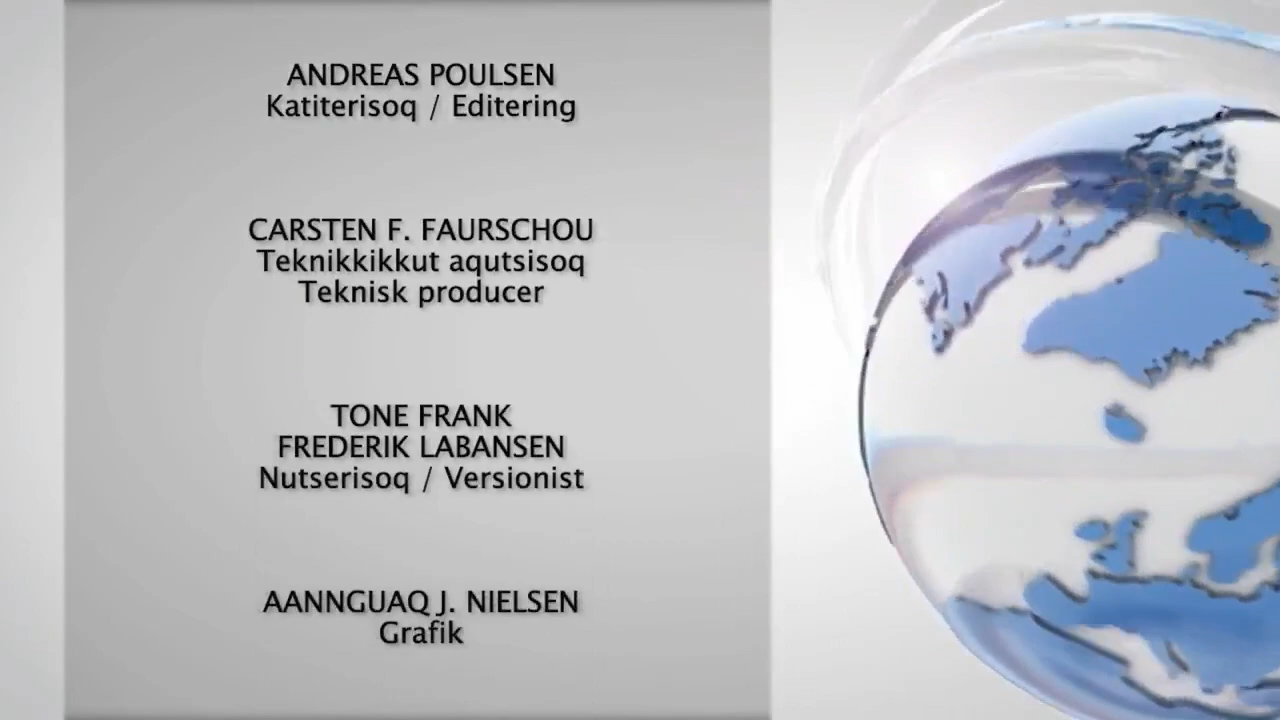 ANDREAS POULSEN
Katiterisoq / Editering
CARSTEN F. FAURSCHOU
Teknikkikkut aqutsisoq
Teknisk producer
TONE FRANK
FREDERIK LABANSEN
Nutserisoq / Versionist
AANNGUAQ J. NIELSEN
Grafik